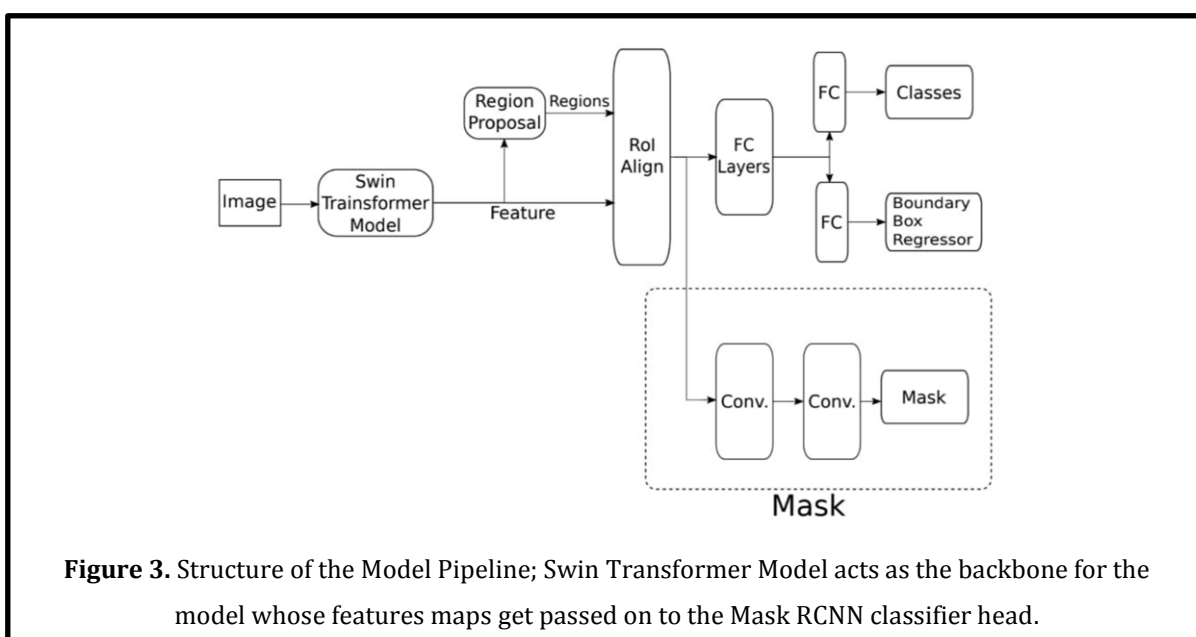 Image
Swin
Trainsformer
Model
Feature
Region
Proposal
Regions
RoI
Align
FC
Layers
FC
Classes
FC
Boundary
Box
Regressor
Conv.
Conv.
Mask
Mask
Figure 3. Structure of the Model Pipeline; Swin Transformer Model acts as the backbone for the
model whose features maps get passed on to the Mask RCNN classifier head.